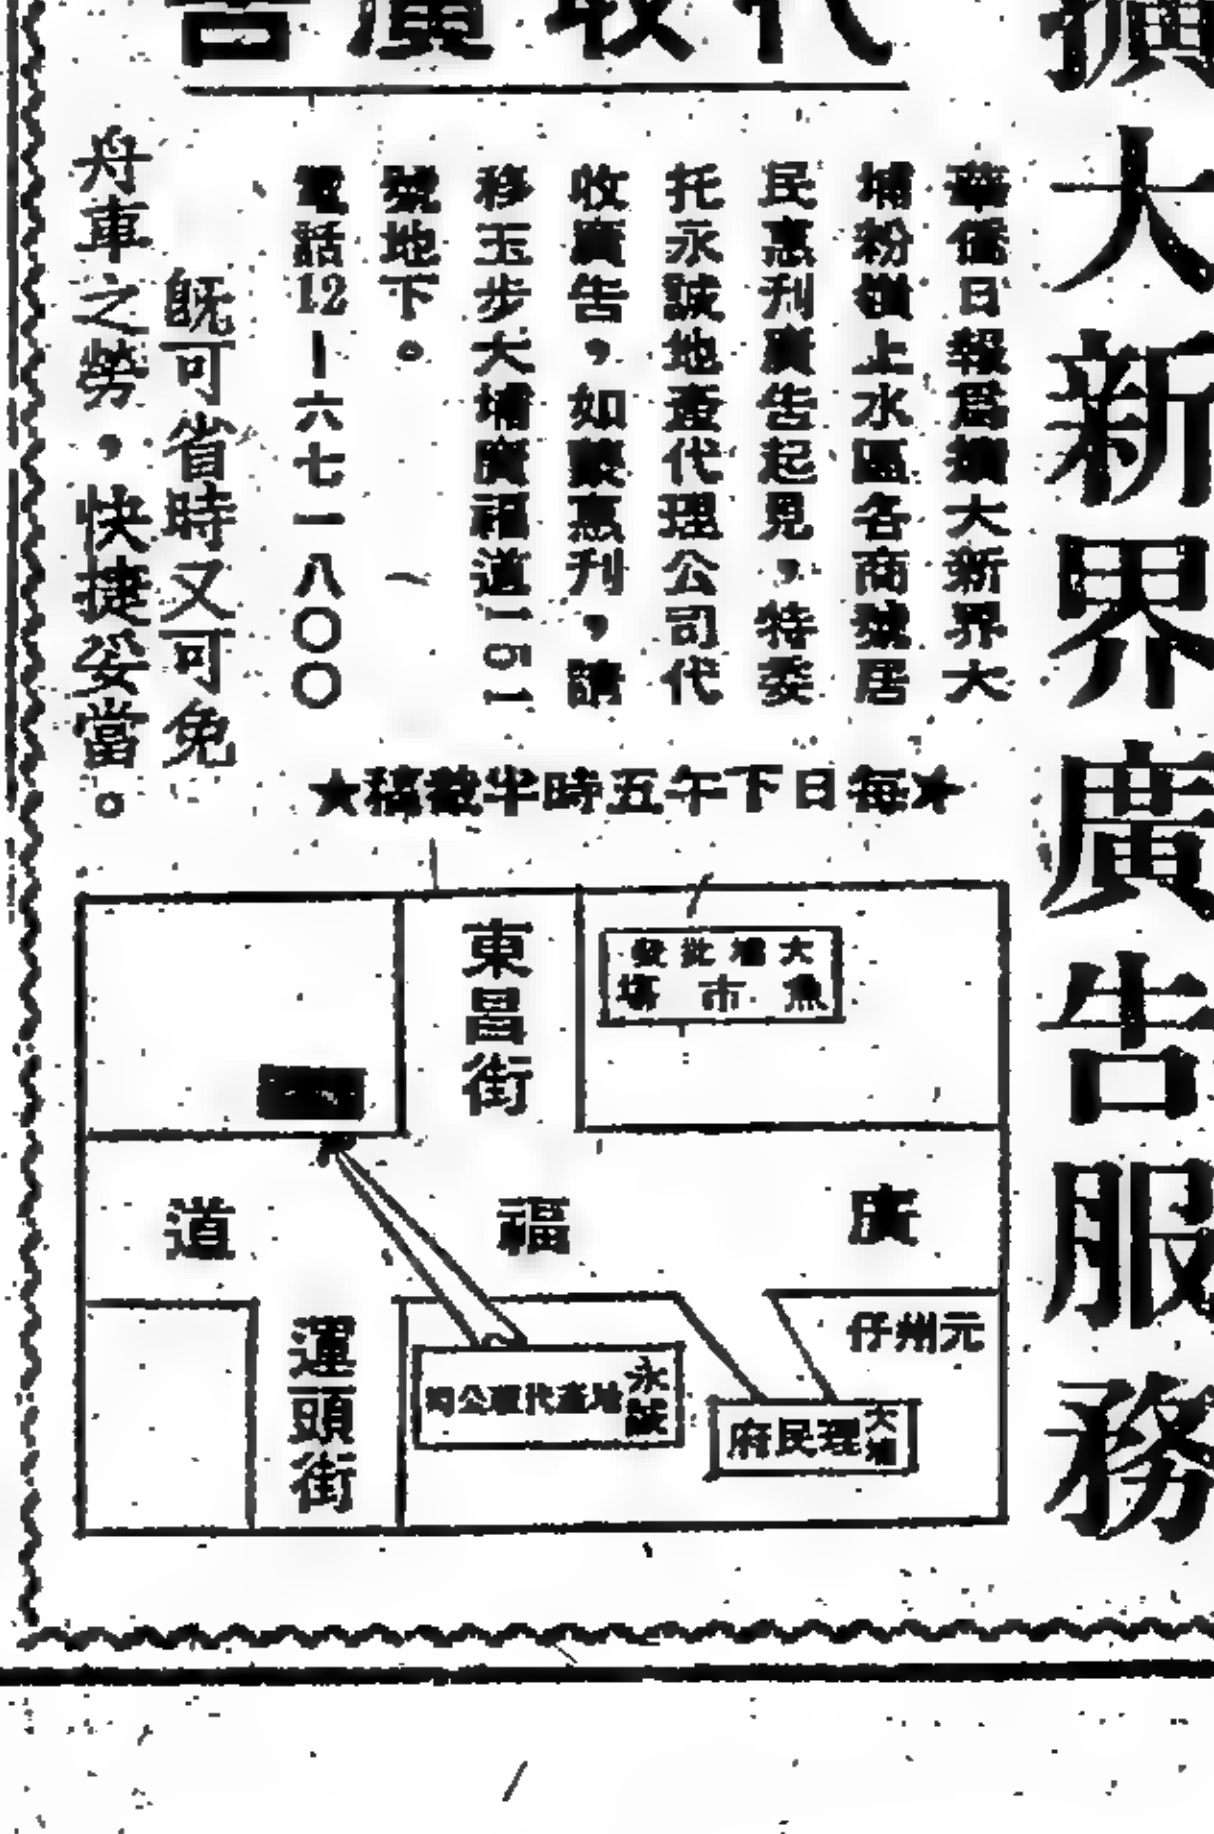 擴大新界廣告服務
代收廣告
華僑日報爲擴大新界大
埔粉嶺上水區各商號居
民惠刊廣告起見，特委
托永誠地產代理公司代
收廣告，如蒙惠刊，請
移玉步大埔廣福道151
號地下。
電話12－六七一八〇〇
既可省時又可免
舟車之勞，快捷妥當。
★每日下午五時半截稿★
東昌街
大埔批發
魚市場
廣福道
元州仔
運頭街
永誠地產代理公司
大埔理民府